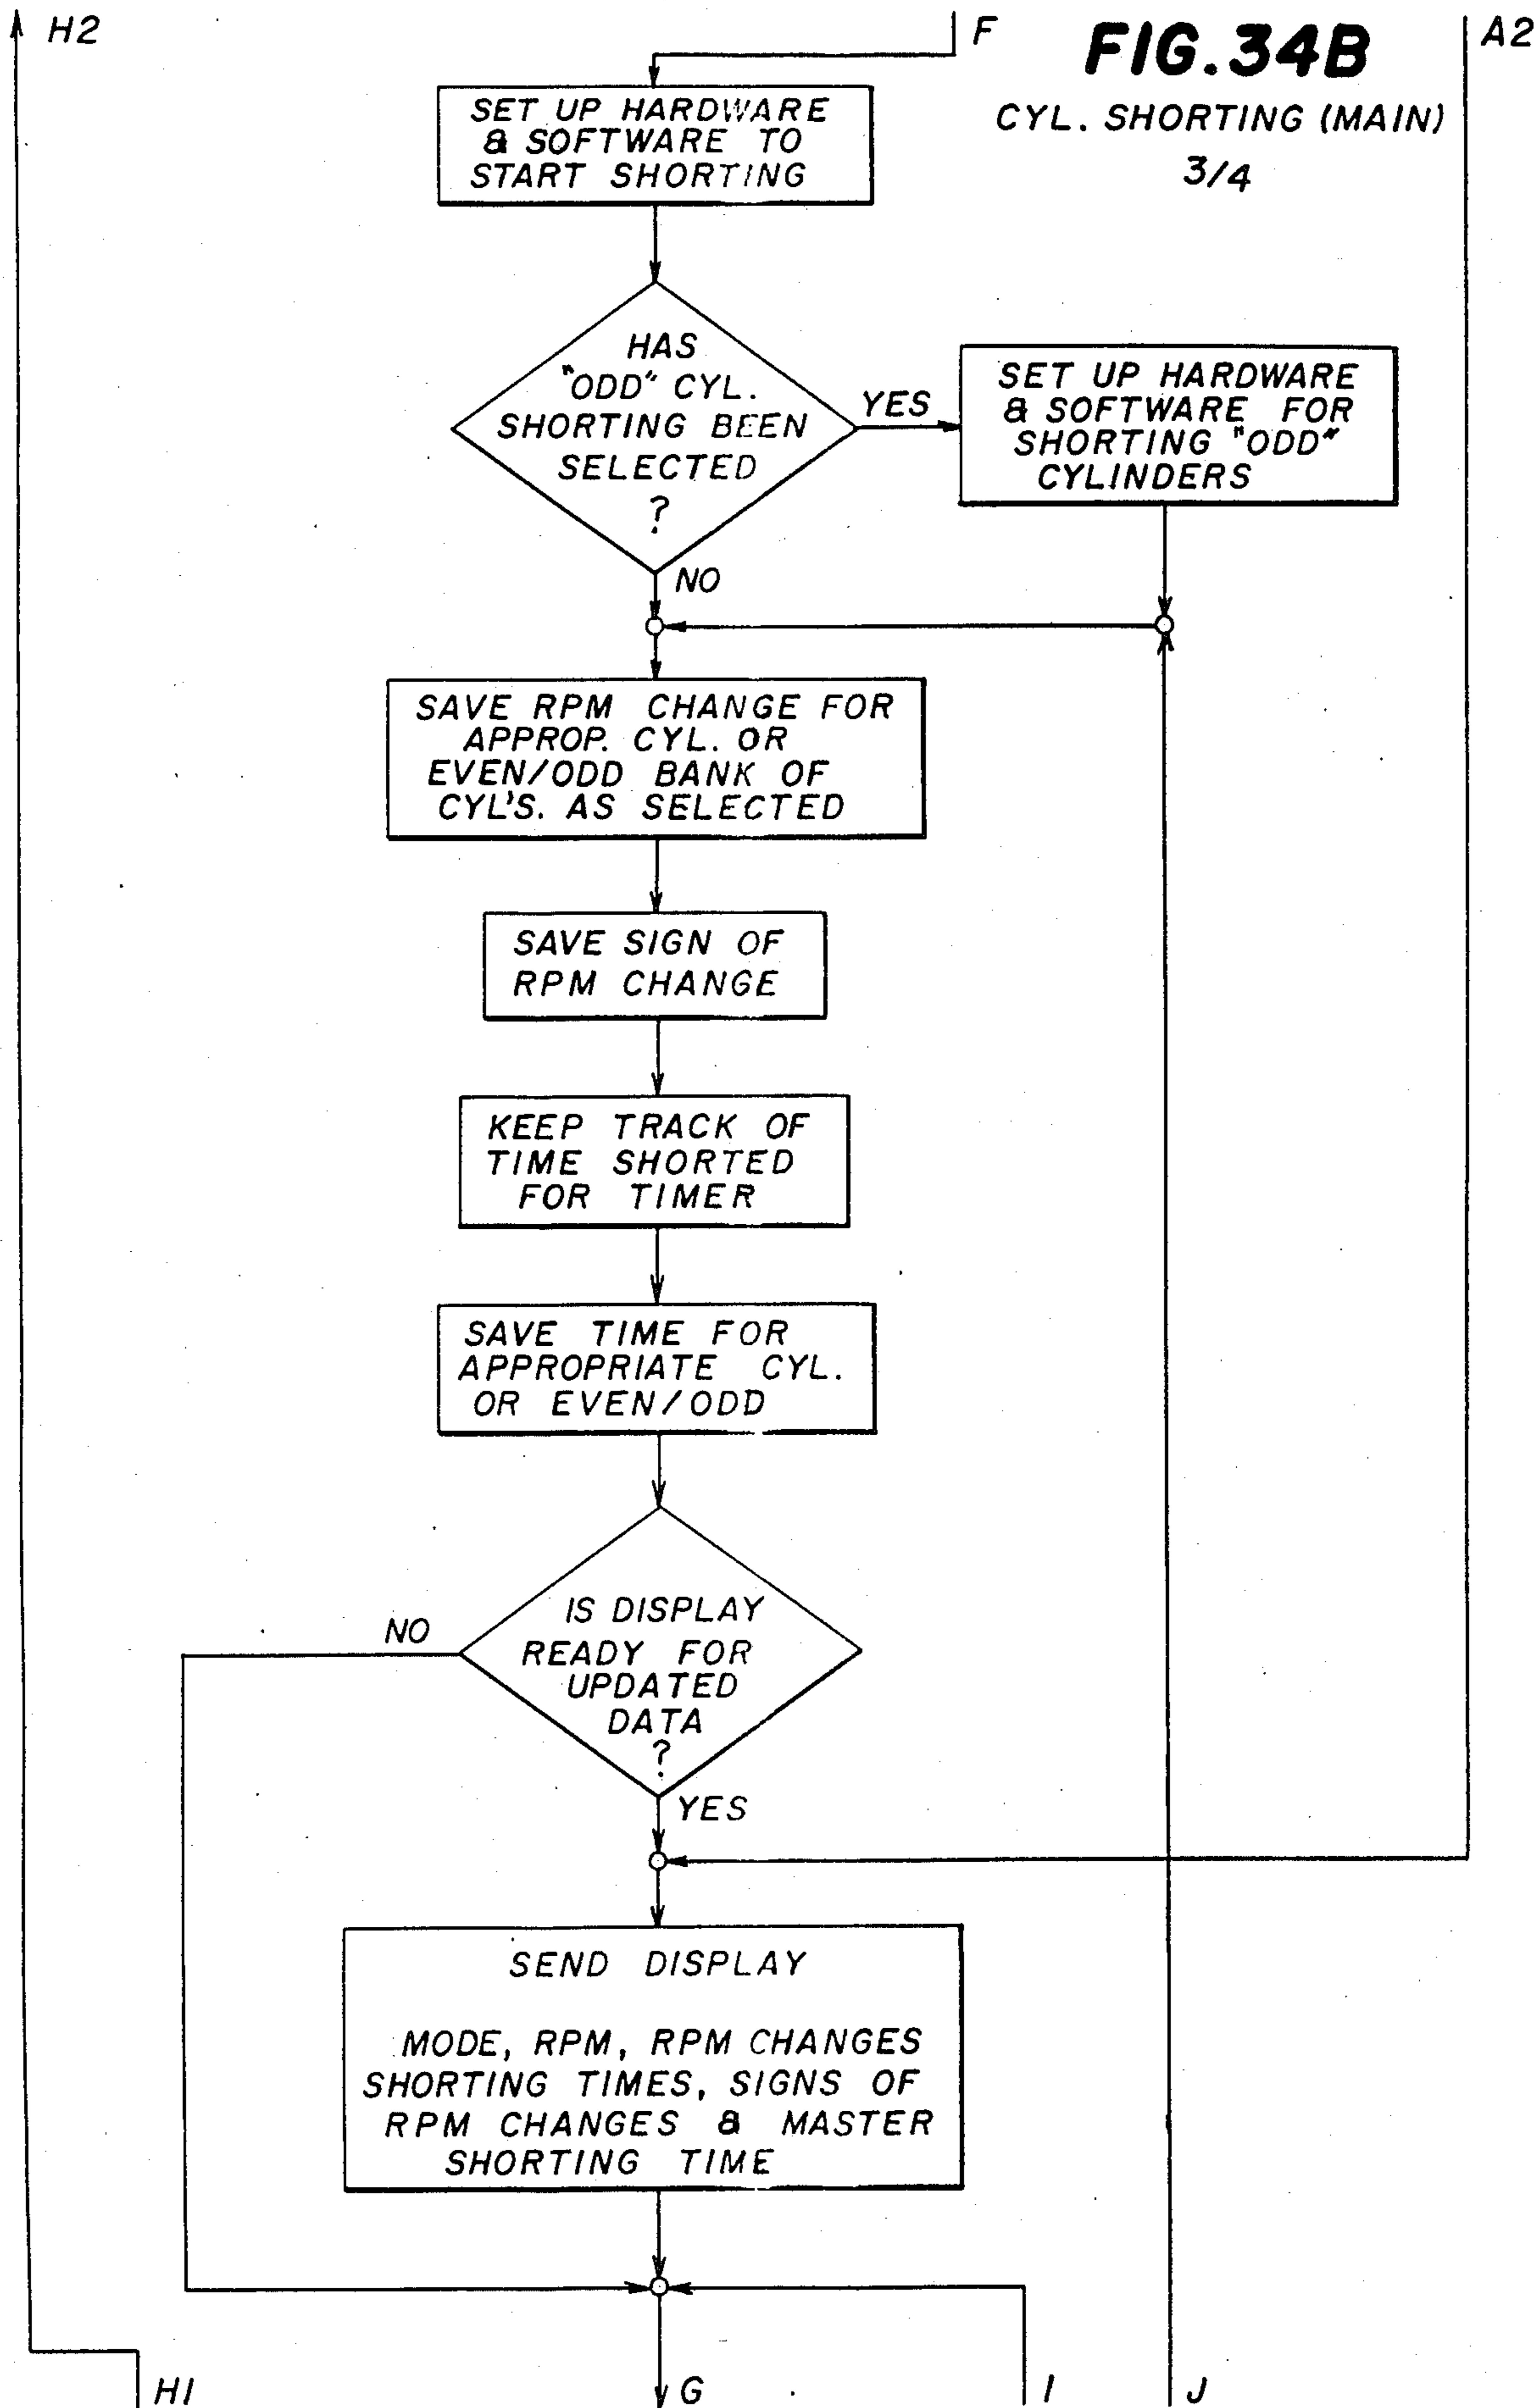 H2
F
FIG.34B
A2
CYL. SHORTING (MAIN)
3/4
SET UP HARDWARE
& SOFTWARE TO
START SHORTING
HAS
"ODD" CYL.
SHORTING BEEN
SELECTED
?
YES
SET UP HARDWARE
& SOFTWARE FOR
SHORTING "ODD"
CYLINDERS
NO
SAVE RPM CHANGE FOR
APPROP. CYL. OR
EVEN/ODD BANK OF
CYL'S. AS SELECTED
SAVE SIGN OF
RPM CHANGE
KEEP TRACK OF
TIME SHORTED
FOR TIMER
SAVE TIME FOR
APPROPRIATE CYL.
OR EVEN/ODD
NO
IS DISPLAY
READY FOR
UPDATED
DATA
?
YES
SEND DISPLAY
MODE, RPM, RPM CHANGES
SHORTING TIMES, SIGNS OF
RPM CHANGES & MASTER
SHORTING TIME
H1
G
I
J